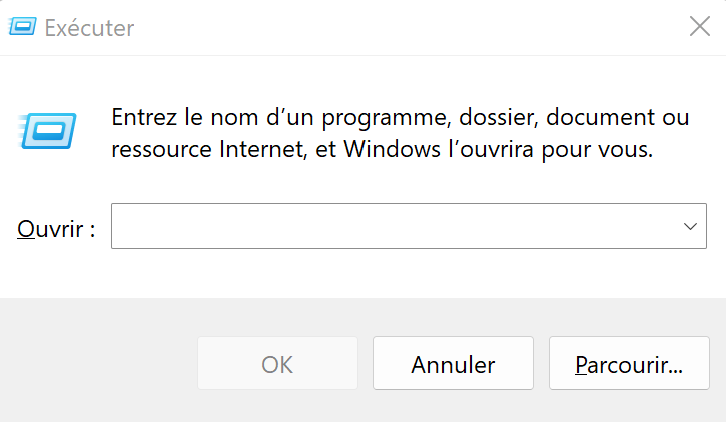 Exécuter
Entrez le nom d’un programme, dossier, document ou
ressource Internet, et Windows l’ouvrira pour vous.
Ouvrir :
OK Annuler Parcourir...